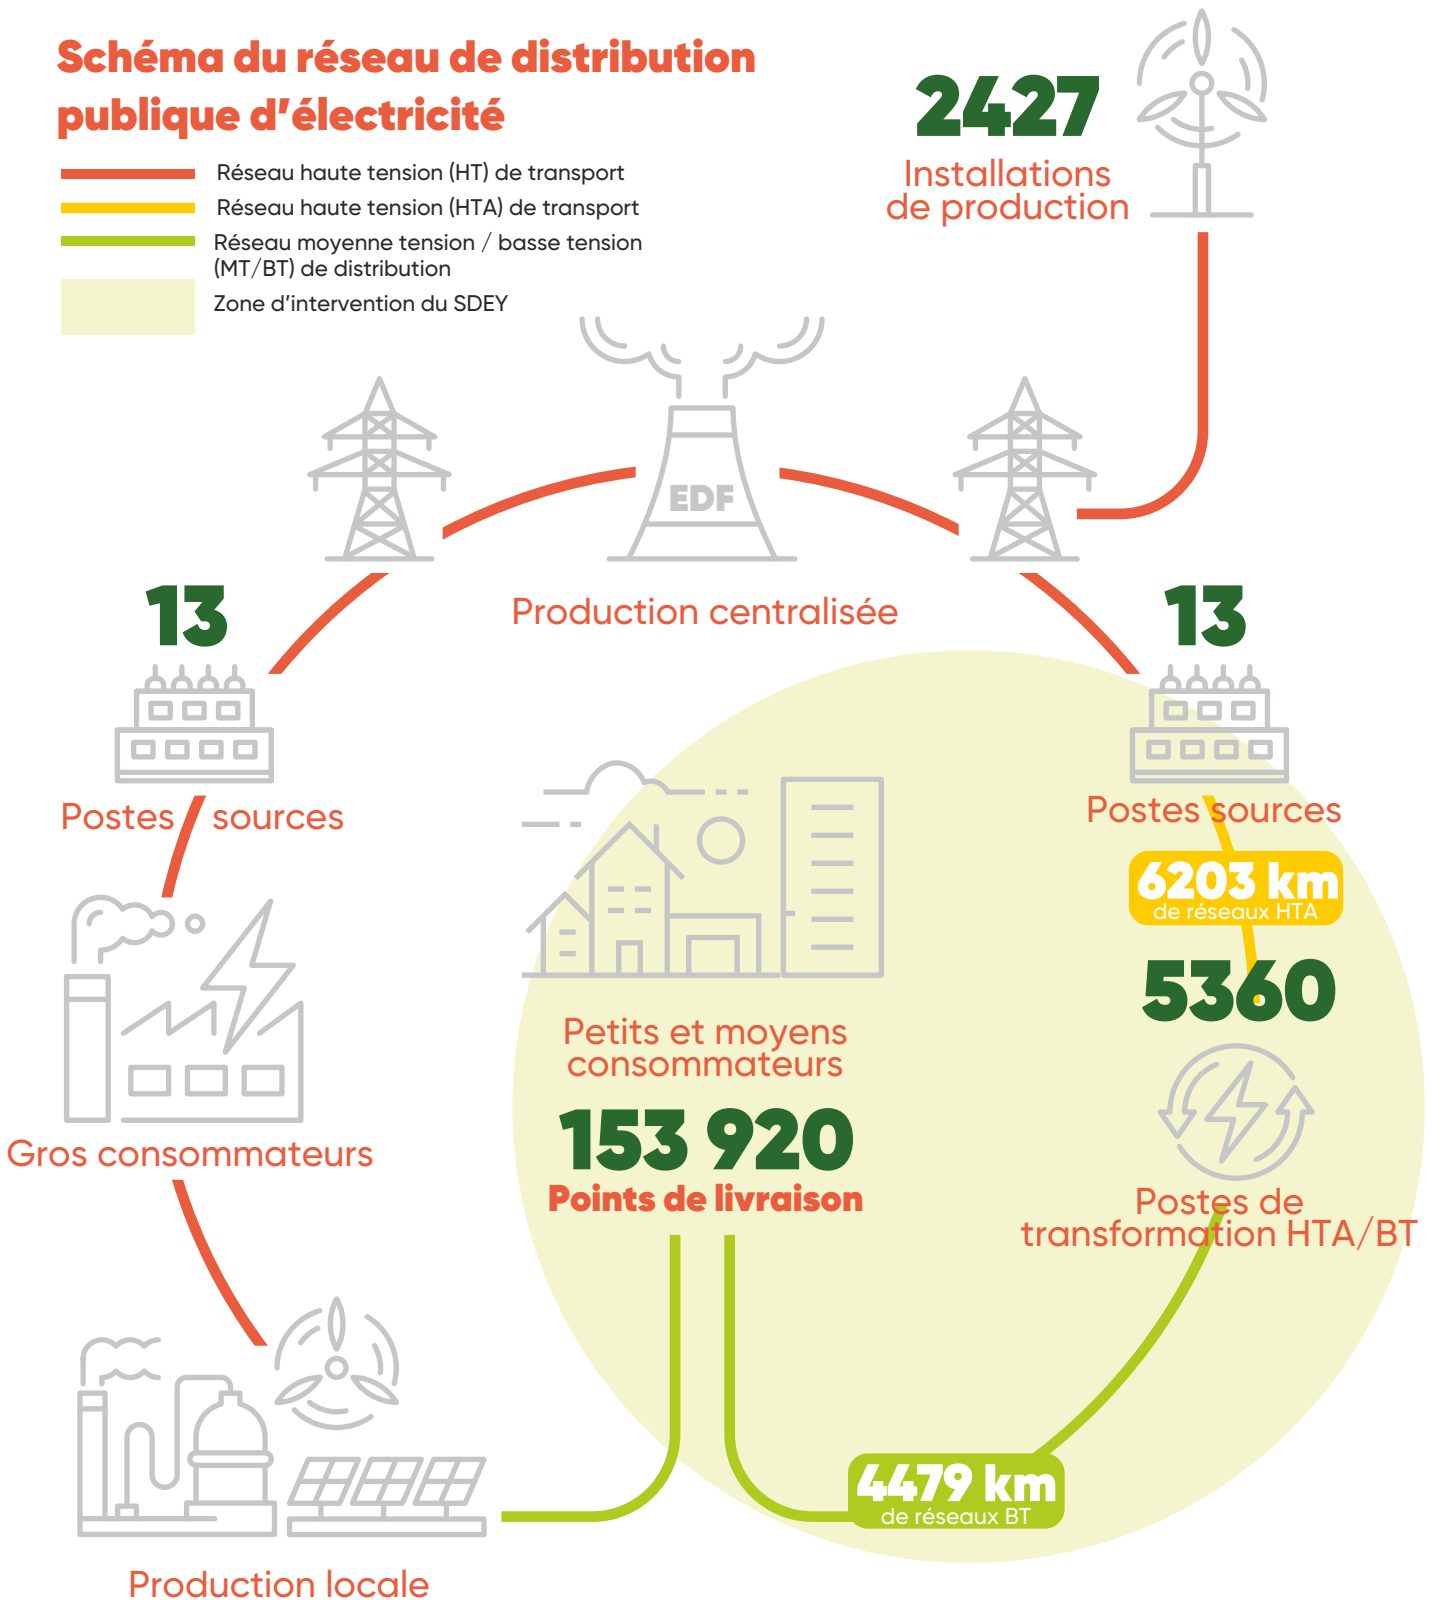 Schéma du réseau de distribution
publique d'électricité
Réseau haute tension (HT) de transport
Réseau haute tension (HTA) de transport
Réseau moyenne tension / basse tension
(MT/BT) de distribution
Zone d'intervention du SDEY
2427
Installations
de production
EDF
Production centralisée
13
Postes sources
13
Postes sources
6203 km
de réseaux HTA
5360
Postes de
transformation HTA/BT
Petits et moyens
consommateurs
153 920
Points de livraison
Gros consommateurs
4479 km
de réseaux BT
Production locale